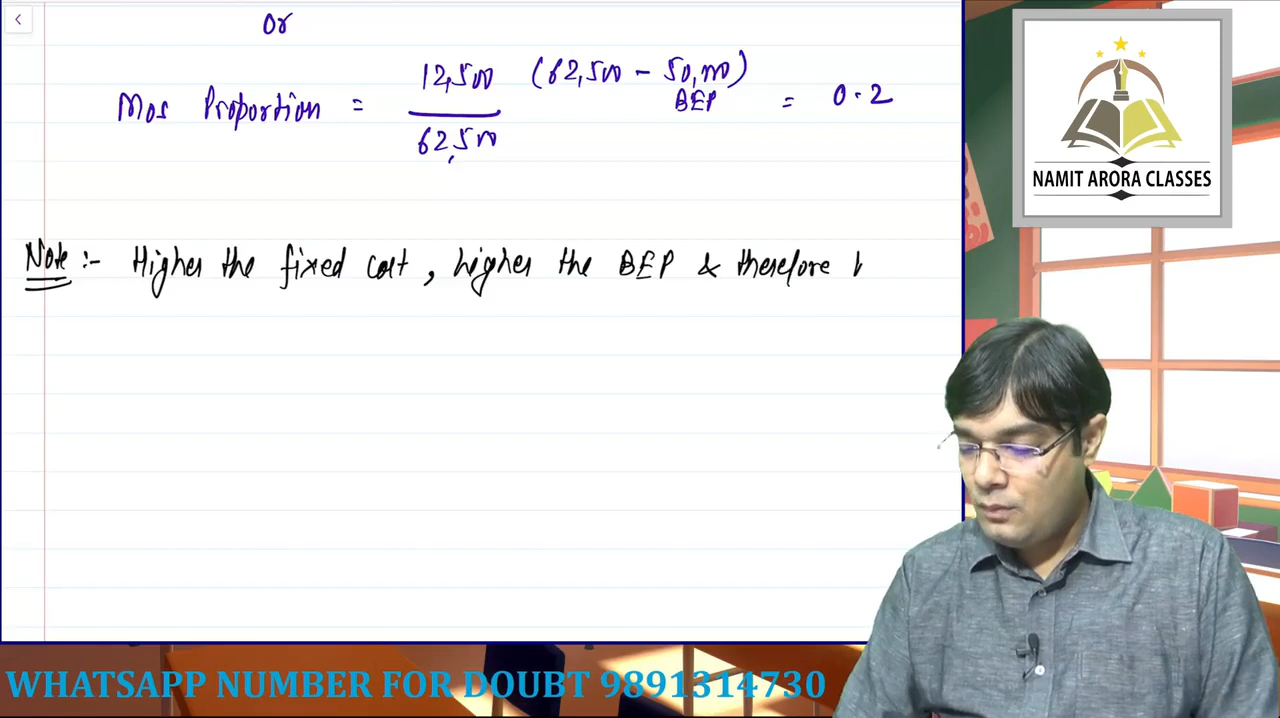 Or
12,500 (62,500 - 50,000)
BEP
Mos Proportion = = 0.2
62,500
Note :- Higher the fixed cost, higher the BEP & therefore
NAMIT ARORA CLASSES
WHATSAPP NUMBER FOR DOUBT 9891314730